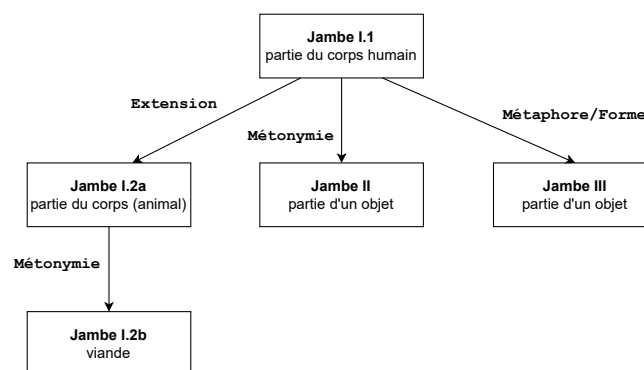 Jambe I.1
partie du corps humain
Extension
Métonymie
Métaphore/Forme
Jambe I.2a
partie du corps (animal)
Jambe II
partie d'un objet
Jambe III
partie d'un objet
Métonymie
Jambe I.2b
viande